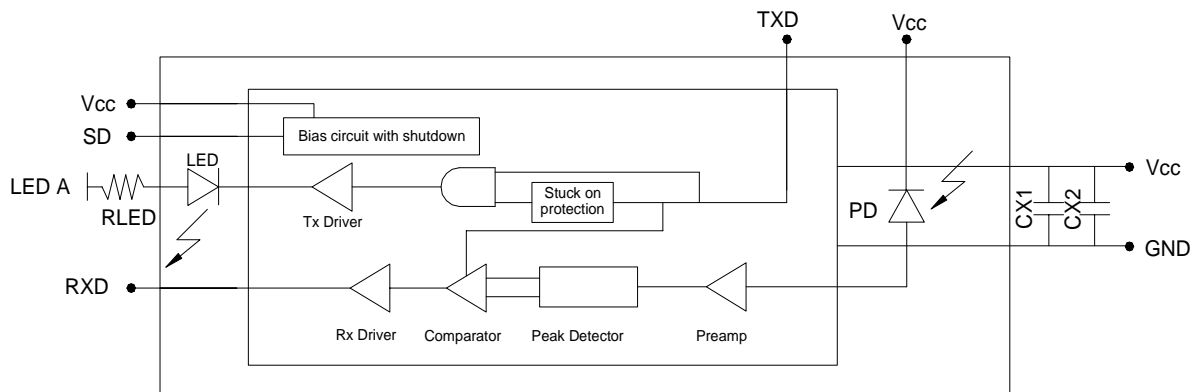 TXD
Vcc
Vcc
SD
Bias circuit with shutdown
LED
LED A
RLED
Tx Driver
Stuck on
protection
PD
CX1
CX2
Vcc
GND
RXD
Rx Driver
Comparator
Peak Detector
Preamp